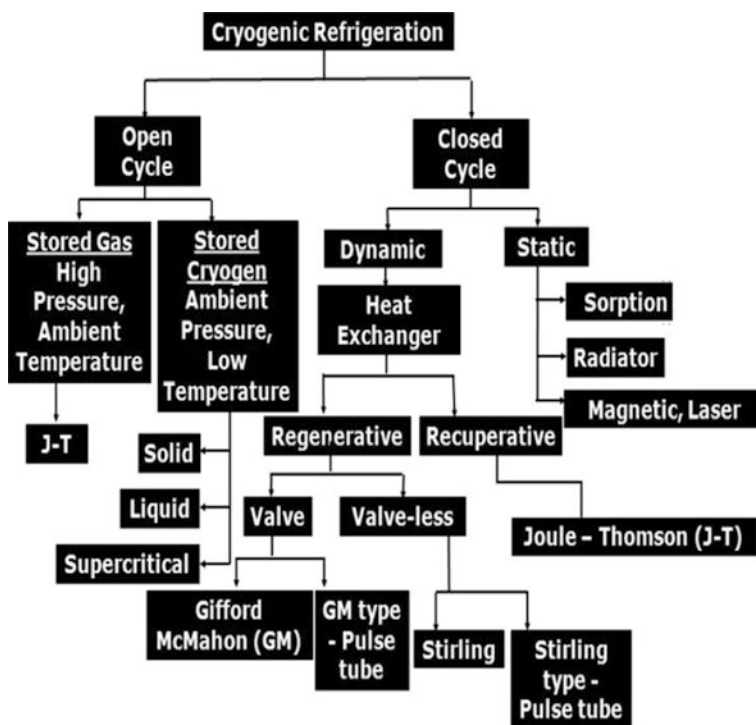 Cryogenic Refrigeration
Open
Cycle
Closed
Cycle
Stored Gas
High
Pressure,
Ambient
Temperature
Stored
Cryogen
Ambient
Pressure,
Low
Temperature
Dynamic
Static
Heat
Exchanger
Sorption
Radiator
Magnetic, Laser
J-T
Solid
Liquid
Supercritical
Regenerative
Recuperative
Valve
Valve-less
Joule – Thomson (J-T)
Gifford
McMahon (GM)
GM type
- Pulse
tube
Stirling
Stirling
type -
Pulse tube